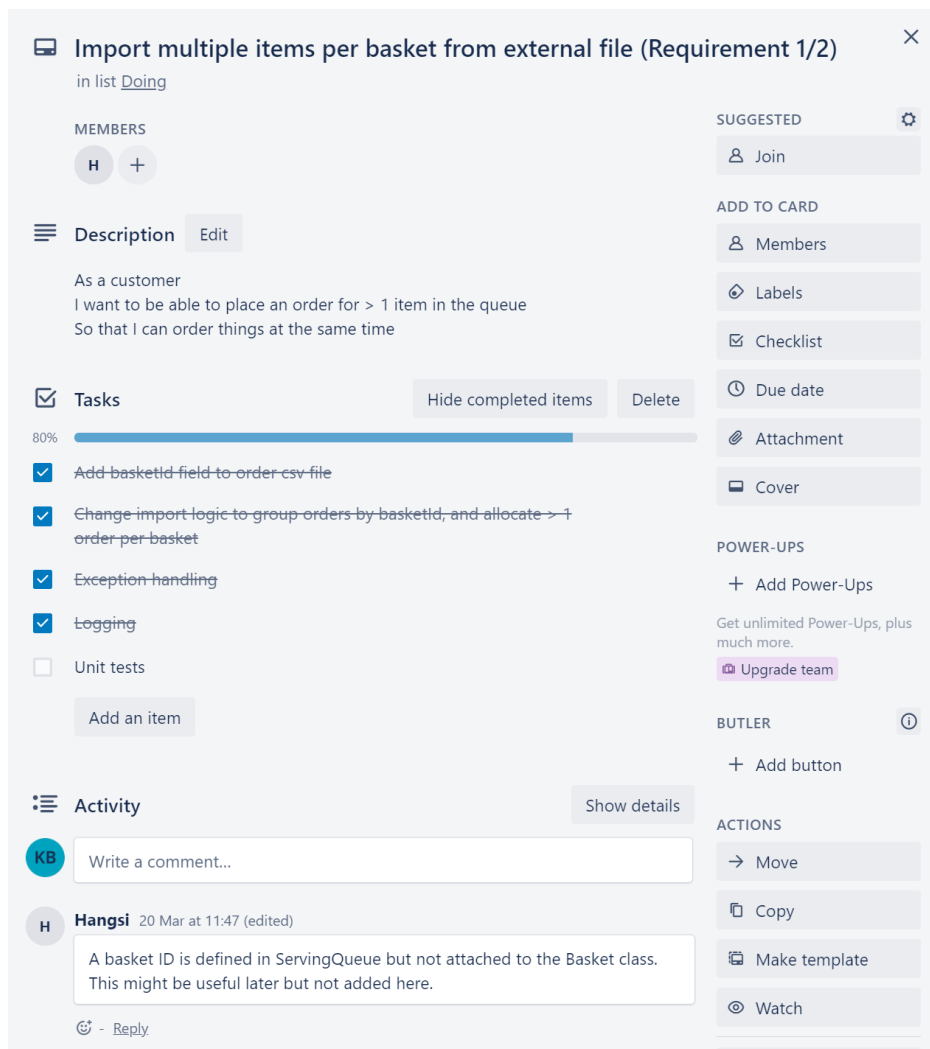 Import multiple items per basket from external file (Requirement 1/2)
in list Doing
MEMBERS
H
Description
Edit
As a customer
I want to be able to place an order for > 1 item in the queue
So that I can order things at the same time
Tasks
Hide completed items
Delete
80%
Add basketId field to order csv file
Change import logic to group orders by basketId, and allocate > 1
order per basket
Exception handling
Logging
Unit tests
Add an item
Activity
Show details
KB
Write a comment...
H
Hangsi 20 Mar at 11:47 (edited)
A basket ID is defined in ServingQueue but not attached to the Basket class.
This might be useful later but not added here.
- Reply
SUGGESTED
Join
ADD TO CARD
Members
Labels
Checklist
Due date
Attachment
Cover
POWER-UPS
+ Add Power-Ups
Get unlimited Power-Ups, plus
much more.
Upgrade team
BUTLER
+ Add button
ACTIONS
Move
Copy
Make template
Watch